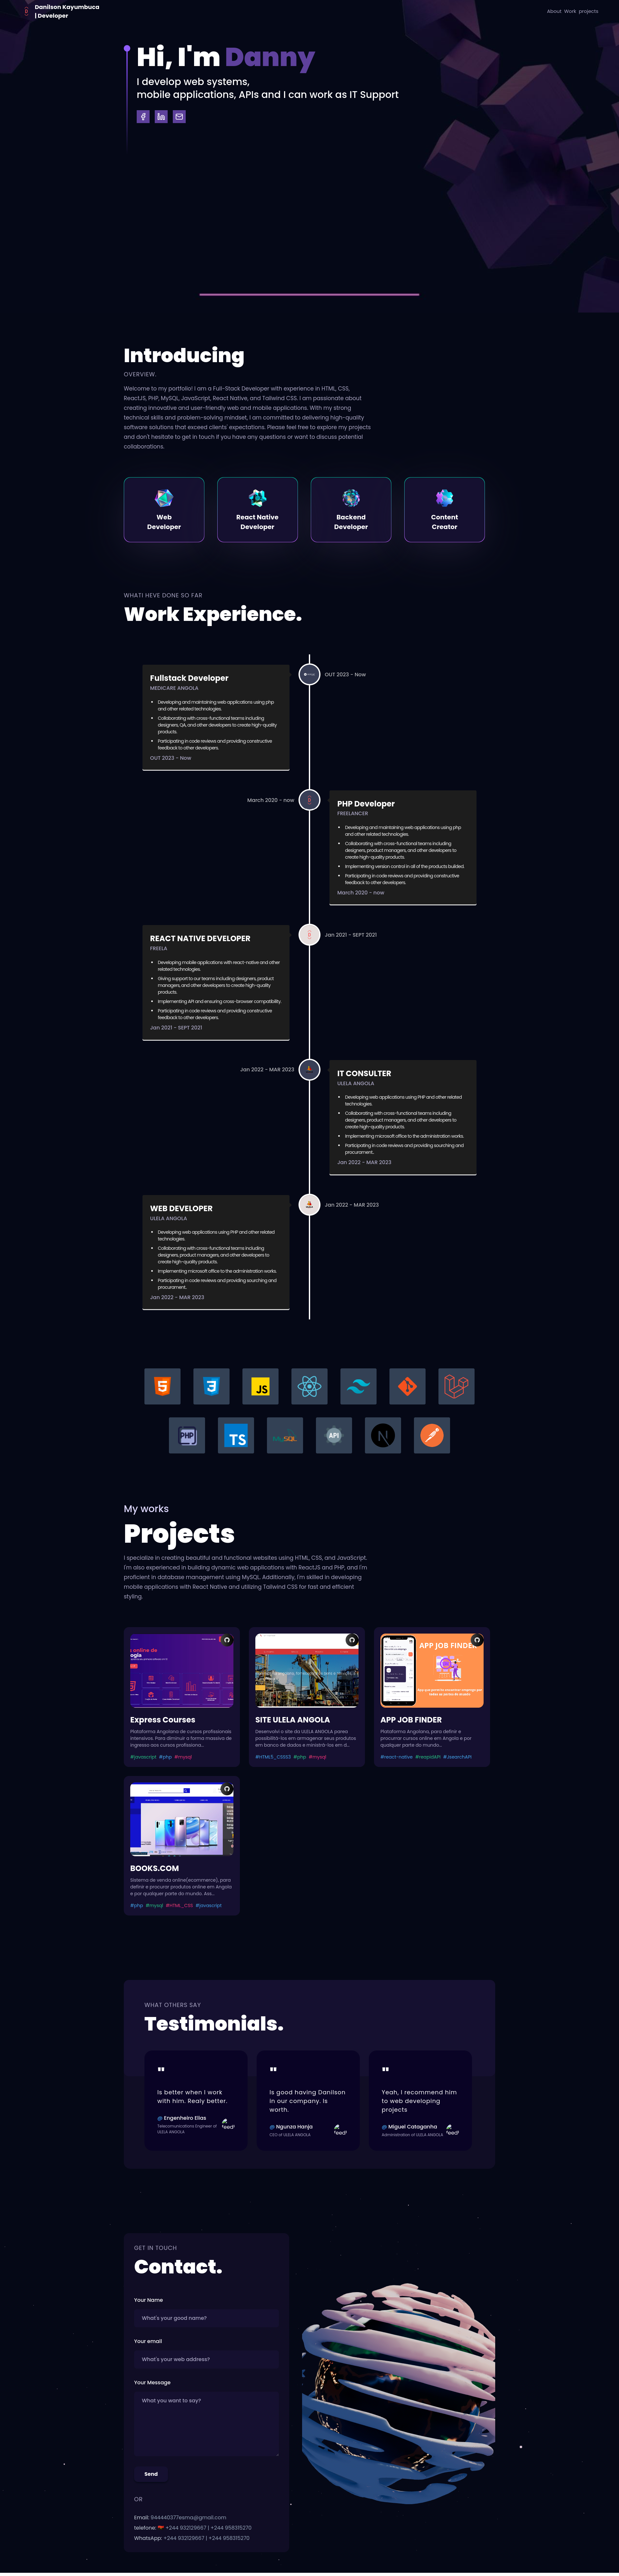 Danilson Kayumbuca
| Developer
About Work projects
Hi, I'm Danny
I develop web systems,
mobile applications, APIs and I can work as IT Support
Introducing
OVERVIEW.
Welcome to my portfolio! I am a Full-Stack Developer with experience in HTML, CSS,
ReactJS, PHP, MySQL, JavaScript, React Native, and Tailwind CSS. I am passionate about
creating innovative and user-friendly web and mobile applications. With my strong
technical skills and problem-solving mindset, I am committed to delivering high-quality
software solutions that exceed clients' expectations. Please feel free to explore my projects
and don't hesitate to get in touch if you have any questions or want to discuss potential
collaborations.
Web
Developer
React Native
Developer
Backend
Developer
Content
Creator
WHATI HEVE DONE SO FAR
Work Experience.
Fullstack Developer
MEDICARE ANGOLA
• Developing and maintaining web applications using php
and other related technologies.
• Collaborating with cross-functional teams including
designers, QA, and other developers to create high-quality
products.
• Participating in code reviews and providing constructive
feedback to other developers.
OUT 2023 - Now
OUT 2023 - Now
March 2020 - now
PHP Developer
FREELANCER
• Developing and maintaining web applications using php
and other related technologies.
• Collaborating with cross-functional teams including
designers, product managers, and other developers to
create high-quality products.
• Implementing version control in all of the products builded.
• Participating in code reviews and providing constructive
feedback to other developers.
March 2020 - now
REACT NATIVE DEVELOPER
FREELA
• Developing mobile applications with react-native and other
related technologies.
• Giving support to our teams including designers, product
managers, and other developers to create high-quality
products.
• Implementing API and ensuring cross-browser compatibility.
• Participating in code reviews and providing constructive
feedback to other developers.
Jan 2021 - SEPT 2021
Jan 2021 - SEPT 2021
Jan 2022 - MAR 2023
IT CONSULTER
ULELA ANGOLA
• Developing web applications using PHP and other related
technologies.
• Collaborating with cross-functional teams including
designers, product managers, and other developers to
create high-quality products.
• Implementing microsoft office to the administration works.
• Participating in code reviews and providing sourching and
procurament..
Jan 2022 - MAR 2023
WEB DEVELOPER
ULELA ANGOLA
• Developing web applications using PHP and other related
technologies.
• Collaborating with cross-functional teams including
designers, product managers, and other developers to
create high-quality products.
• Implementing microsoft office to the administration works.
• Participating in code reviews and providing sourching and
procurament..
Jan 2022 - MAR 2023
Jan 2022 - MAR 2023
JS
PHP
TS
API
My works
Projects
I specialize in creating beautiful and functional websites using HTML, CSS, and JavaScript.
I'm also experienced in building dynamic web applications with ReactJS and PHP, and I'm
proficient in database management using MySQL. Additionally, I'm skilled in developing
mobile applications with React Native and utilizing Tailwind CSS for fast and efficient
styling.
Express Courses
Plataforma Angolana de cursos profissionais
intensivos. Para diminuir a forma massiva de
ingressos aos cursos profissiona...
#javascript #php #mysql
SITE ULELA ANGOLA
Desenvolvi o site da ulelangola parea
possibilitá-los em armagenar seus produtos
em banco de dados e ministrá-los em d...
#HTML5_CSSS3 #php #mysql
APP JOB FINDER
APP JOB FINDER
Plataforma Angolana, para definir e
procurar cursos online em Angola e por
qualquer parte do mundo...
#react-native #reapidAPI #JsearchAPI
BOOKS.COM
Sistema de venda online(ecommerce), para
definir e procurar produtos online em Angola
e por qualquer parte do mundo. Ass...
#php #mysql #HTML_CSS #javascript
WHAT OTHERS SAY
Testimonials.
"
Is better when I work
with him. Realy better.
@ Engenheiro Elias
Telecomunications Engineer of
ULELA ANGOLA
"
Is good having Danilson
in our company. Is
worth.
@ Ngunza Hanja
CEO of ULELA ANGOLA
"
Yeah, I recommend him
to web developing
projects
@ Miguel Cataganha
Administration of ULELA ANGOLA
GET IN TOUCH
Contact.
Your Name
What's your good name?
Your email
What's your web address?
Your Message
What you want to say?
Send
OR
Email: 944440377esma@gmail.com
telefone: +244 932129667 | +244 958315270
WhatsApp: +244 932129667 | +244 958315270